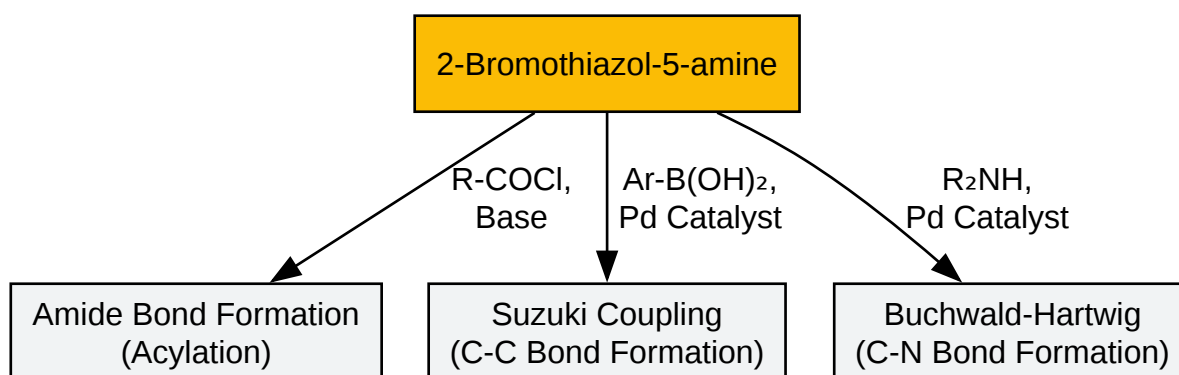 2-Bromothiazol-5-amine
R-COCl,
Base
Ar-B(OH)₂,
Pd Catalyst
R₂NH,
Pd Catalyst
Amide Bond Formation
(Acylation)
Suzuki Coupling
(C-C Bond Formation)
Buchwald-Hartwig
(C-N Bond Formation)